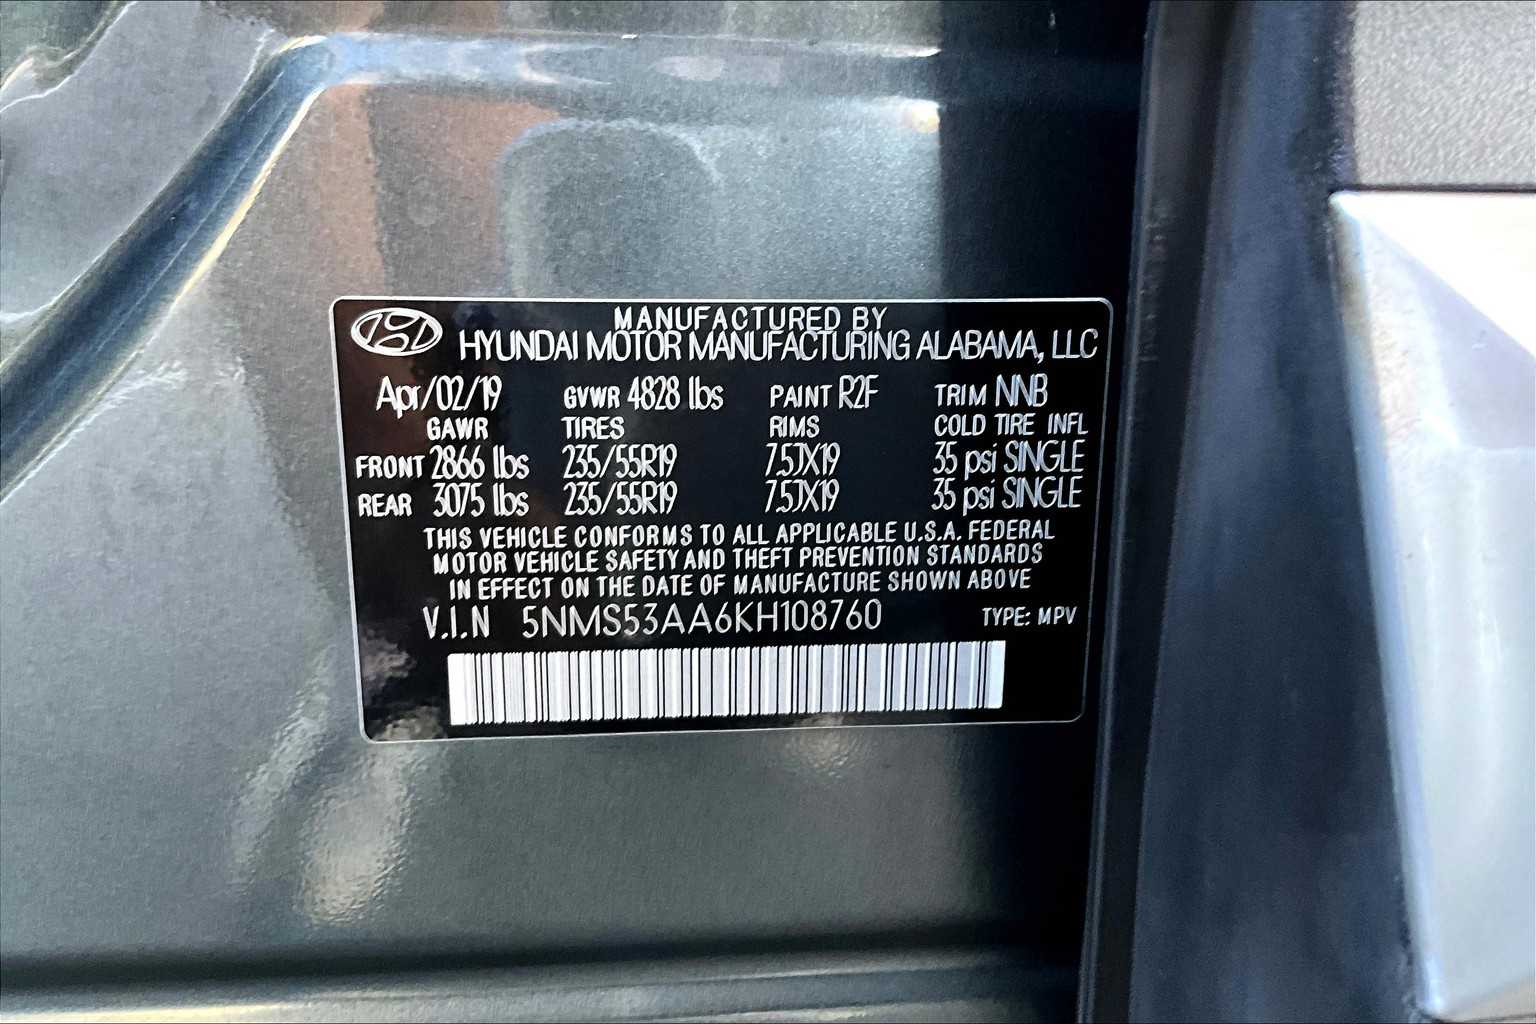 MANUFACTURED BY
HYUNDAI MOTOR MANUFACTURING ALABAMA, LLC
Apr/02/19 GVWR 4828 lbs PAINT R2F TRIM NNB
GAWR TIRES RIMS COLD TIRE INFL
FRONT 2866 lbs 235/55R19 7.5JX19 35 psi SINGLE
REAR 3075 lbs 235/55R19 7.5JX19 35 psi SINGLE
THIS VEHICLE CONFORMS TO ALL APPLICABLE U.S.A. FEDERAL
MOTOR VEHICLE SAFETY AND THEFT PREVENTION STANDARDS
IN EFFECT ON THE DATE OF MANUFACTURE SHOWN ABOVE
V.I.N 5NMS53AA6KH108760 TYPE: MPV